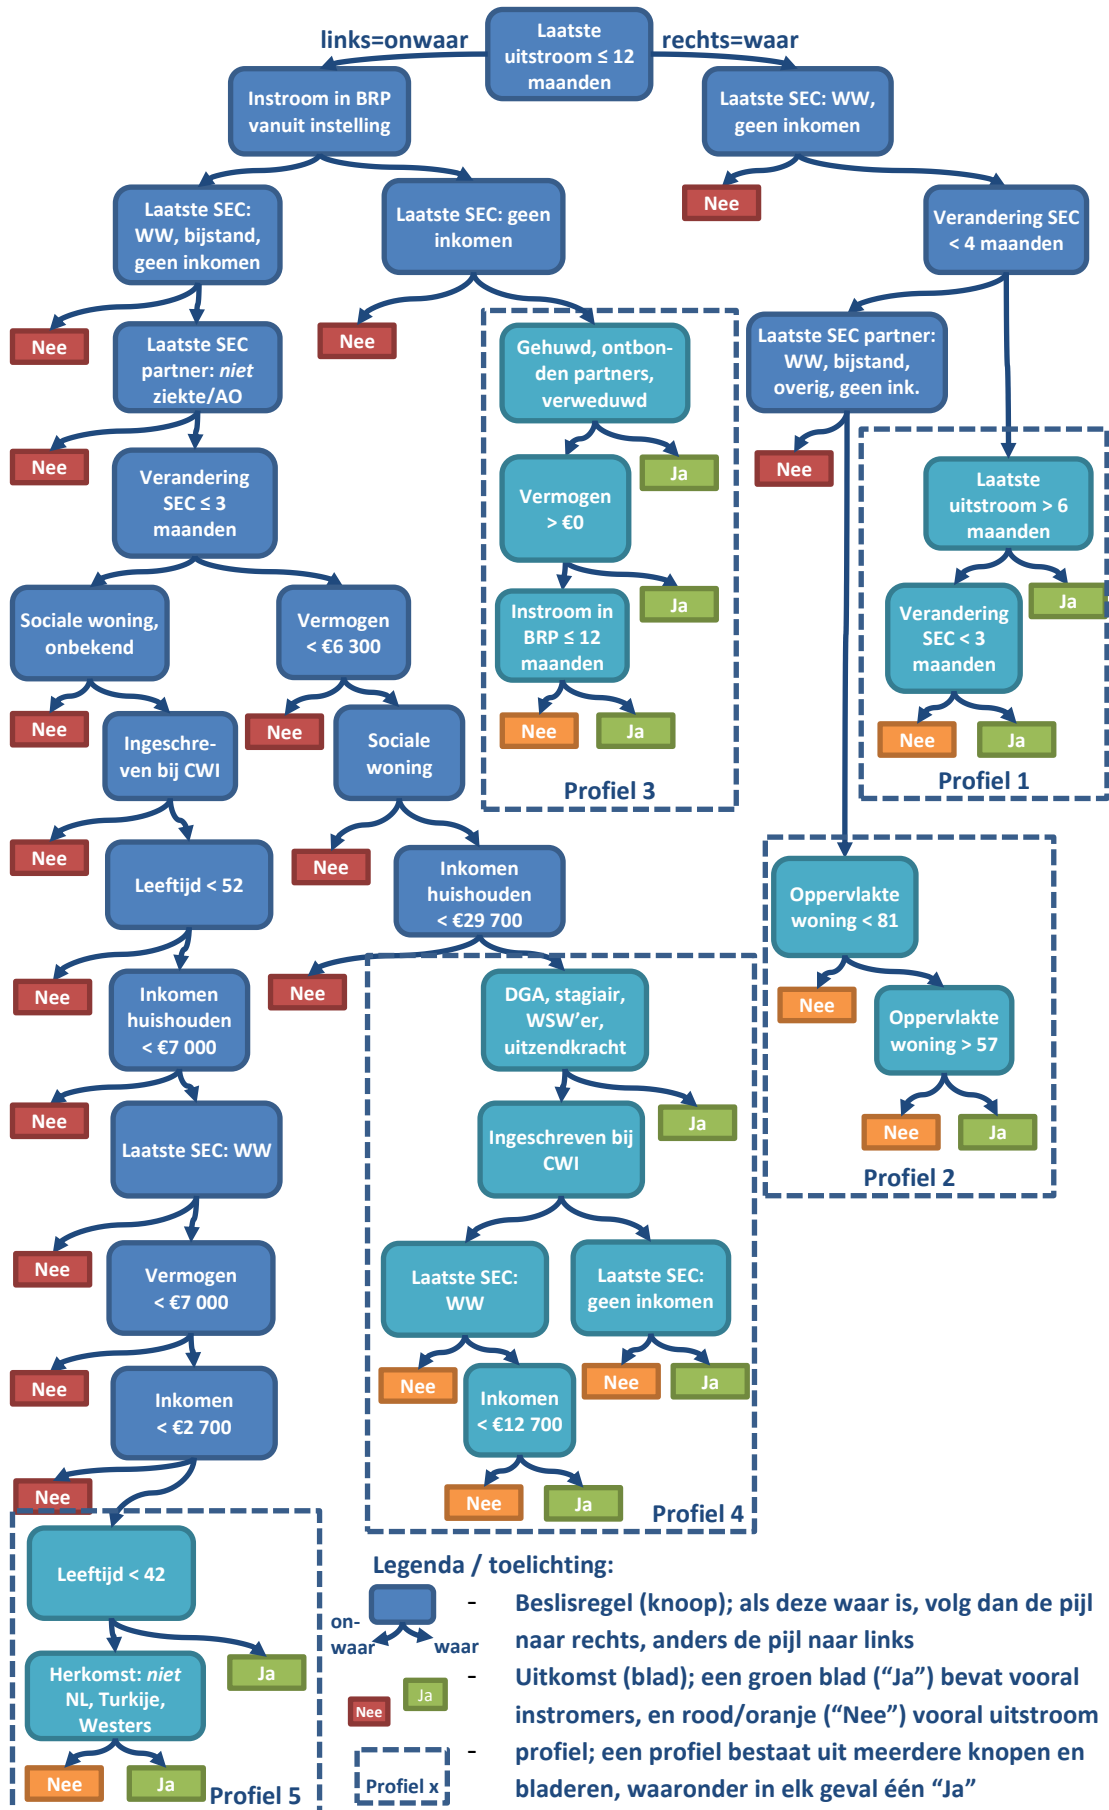 Laatste
uitstroom ≤ 12
maanden
links=onwaar
rechts=waar
Instroom in BRP
vanuit instelling
Laatste SEC: WW,
geen inkomen
Laatste SEC:
WW, bijstand,
geen inkomen
Laatste SEC: geen
inkomen
Nee
Verandering SEC
< 4 maanden
Nee
Laatste SEC
partner: niet
ziekte/AO
Nee
Gehuwd, ontbon-
den partners,
verweduwd
Laatste SEC partner:
WW, bijstand,
overig, geen ink.
Nee
Verandering
SEC ≤ 3
maanden
Vermogen
> €0
Ja
Nee
Laatste
uitstroom > 6
maanden
Sociale woning,
onbekend
Vermogen
< €6 300
Instroom in
BRP ≤ 12
maanden
Ja
Verandering
SEC < 3
maanden
Ja
Nee
Ingeschre-
ven bij CWI
Nee
Sociale
woning
Nee
Ja
Profiel 3
Nee
Ja
Profiel 1
Nee
Leeftijd < 52
Nee
Inkomen
huishouden
< €29 700
Oppervlakte
woning < 81
Nee
Inkomen
huishouden
< €7 000
Nee
DGA, stagiair,
WSW’er,
uitzendkracht
Nee
Oppervlakte
woning > 57
Nee
Laatste SEC: WW
Ingeschreven bij
CWI
Ja
Nee
Ja
Profiel 2
Nee
Vermogen
< €7 000
Laatste SEC:
WW
Laatste SEC:
geen inkomen
Nee
Inkomen
< €2 700
Nee
Inkomen
< €12 700
Nee
Ja
Nee
Nee
Ja
Profiel 4
Leeftijd < 42
Herkomst: niet
NL, Turkije,
Westers
Ja
Nee
Ja
Profiel 5
Legenda / toelichting:
on-
waar
waar
- Beslisregel (knoop); als deze waar is, volg dan de pijl
naar rechts, anders de pijl naar links
Nee
Ja
- Uitkomst (blad); een groen blad (“Ja”) bevat vooral
instromers, en rood/oranje (“Nee”) vooral uitstroom
Profiel x
- profiel; een profiel bestaat uit meerdere knopen en
bladeren, waaronder in elk geval één “Ja”